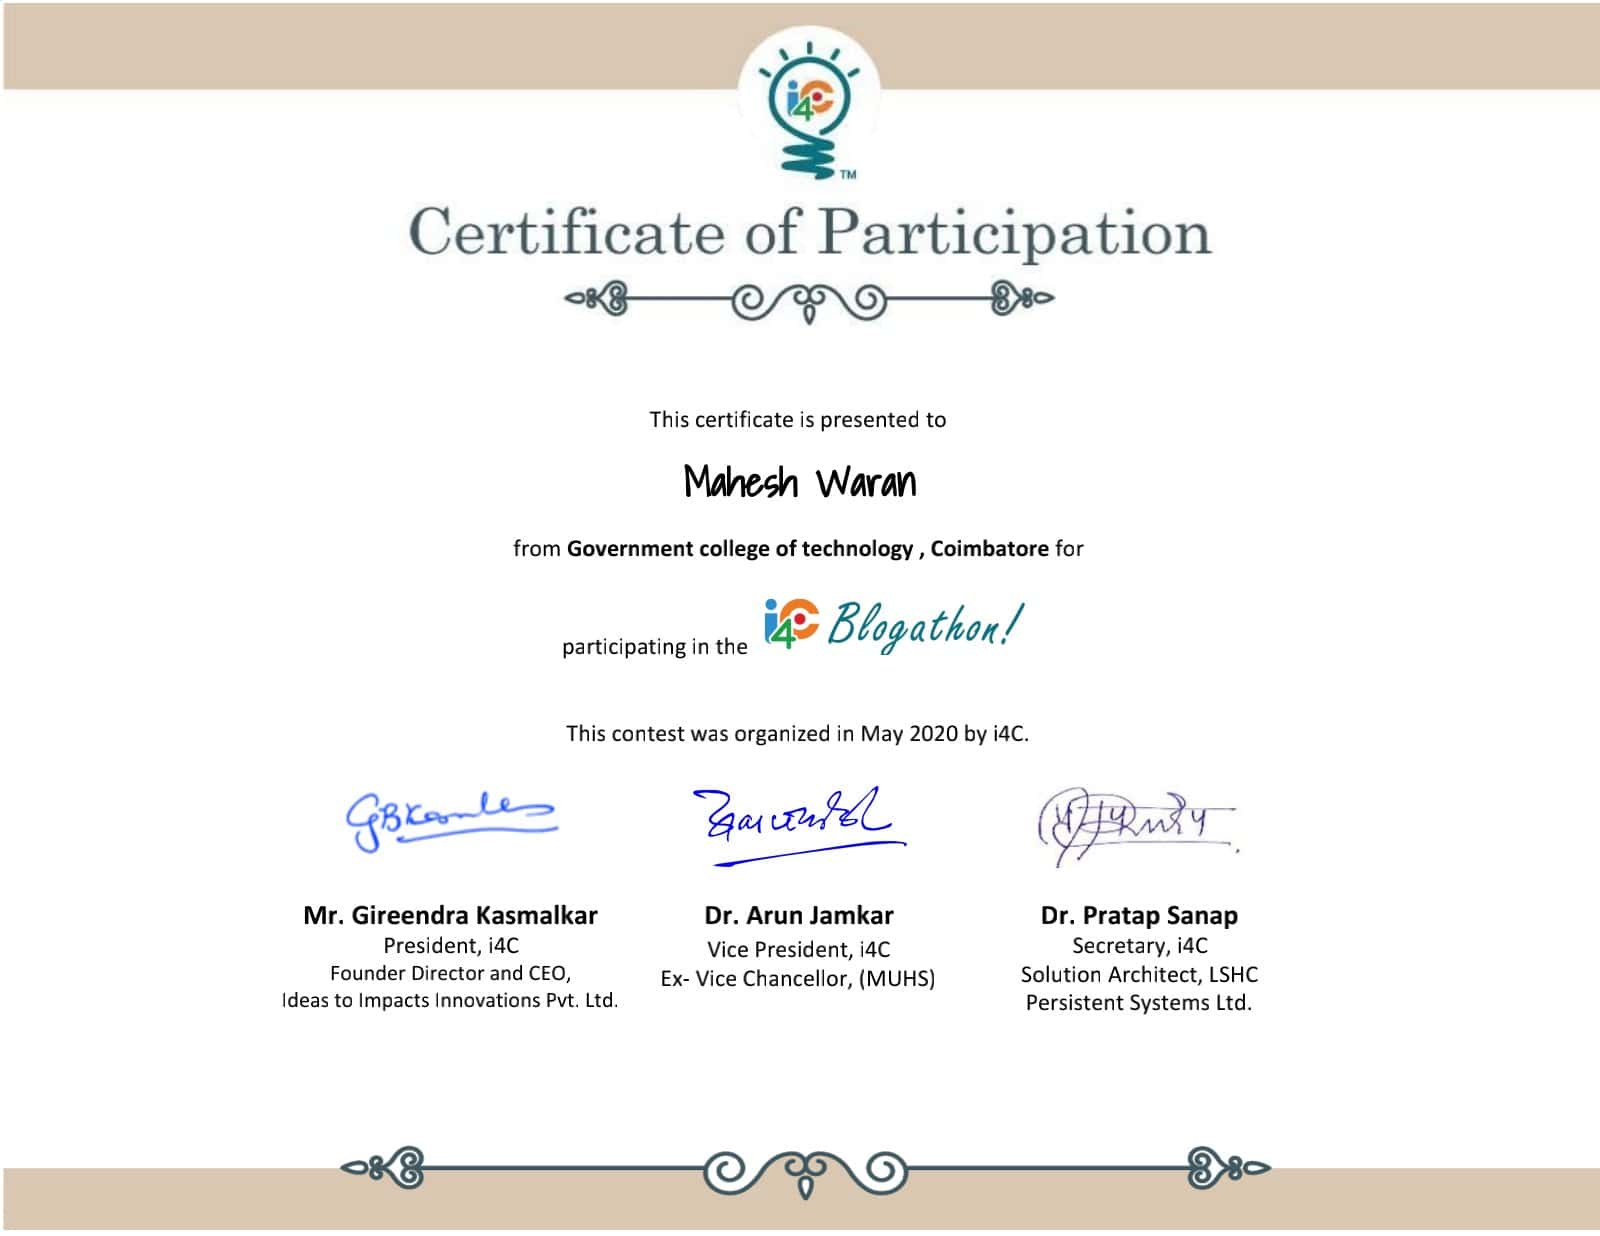 i4C
TM
Certificate of Participation
This certificate is presented to
Mahesh Waran
from Government college of technology , Coimbatore for
participating in the i4C Blogathon!
This contest was organized in May 2020 by i4C.
Mr. Gireendra Kasmalkar
President, i4C
Founder Director and CEO,
Ideas to Impacts Innovations Pvt. Ltd.
Dr. Arun Jamkar
Vice President, i4C
Ex- Vice Chancellor, (MUHS)
Dr. Pratap Sanap
Secretary, i4C
Solution Architect, LSHC
Persistent Systems Ltd.